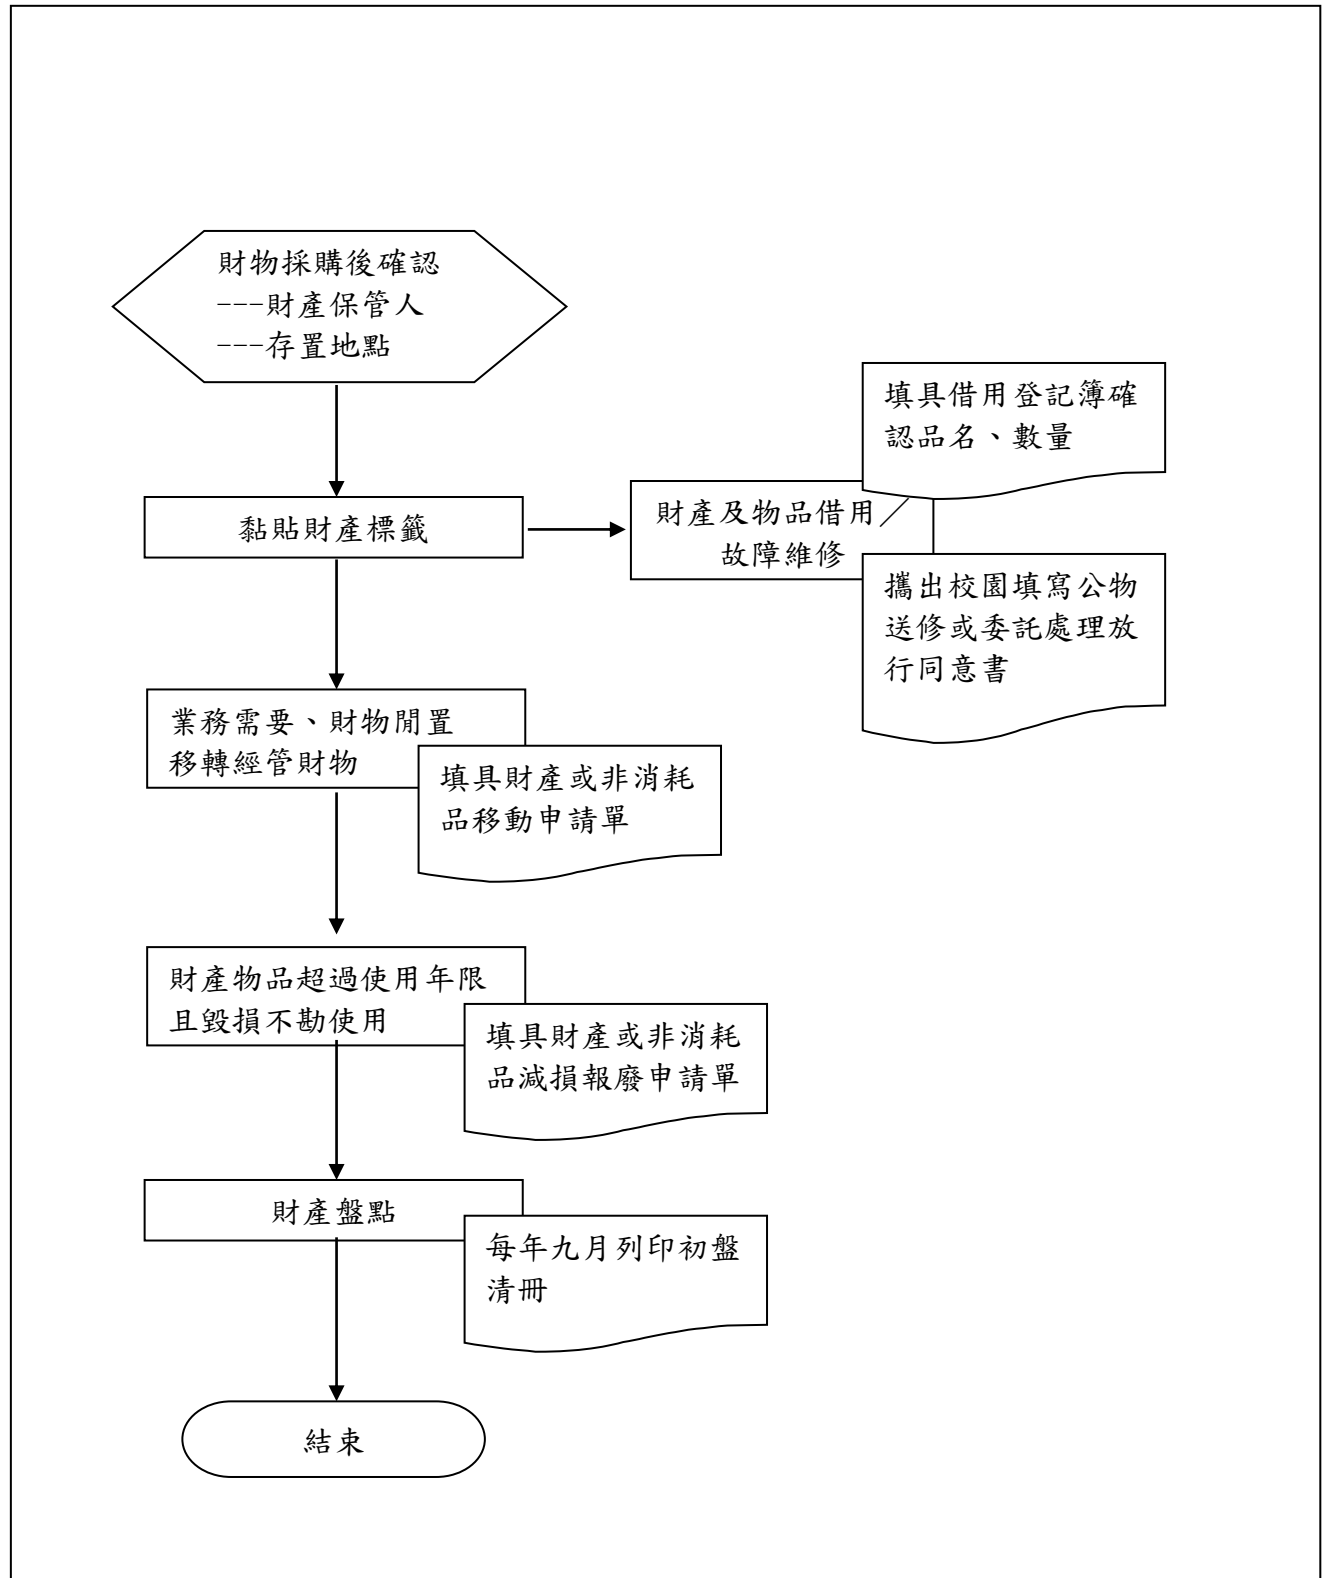 財物採購後確認
---財產保管人
---存置地點
填具借用登記簿確
認品名、數量
黏貼財產標籤
財產及物品借用／
故障維修
攜出校園填寫公物
送修或委託處理放
行同意書
業務需要、財物閒置
移轉經管財物
填具財產或非消耗
品移動申請單
財產物品超過使用年限
且毀損不勘使用
填具財產或非消耗
品減損報廢申請單
財產盤點
每年九月列印初盤
清冊
結束